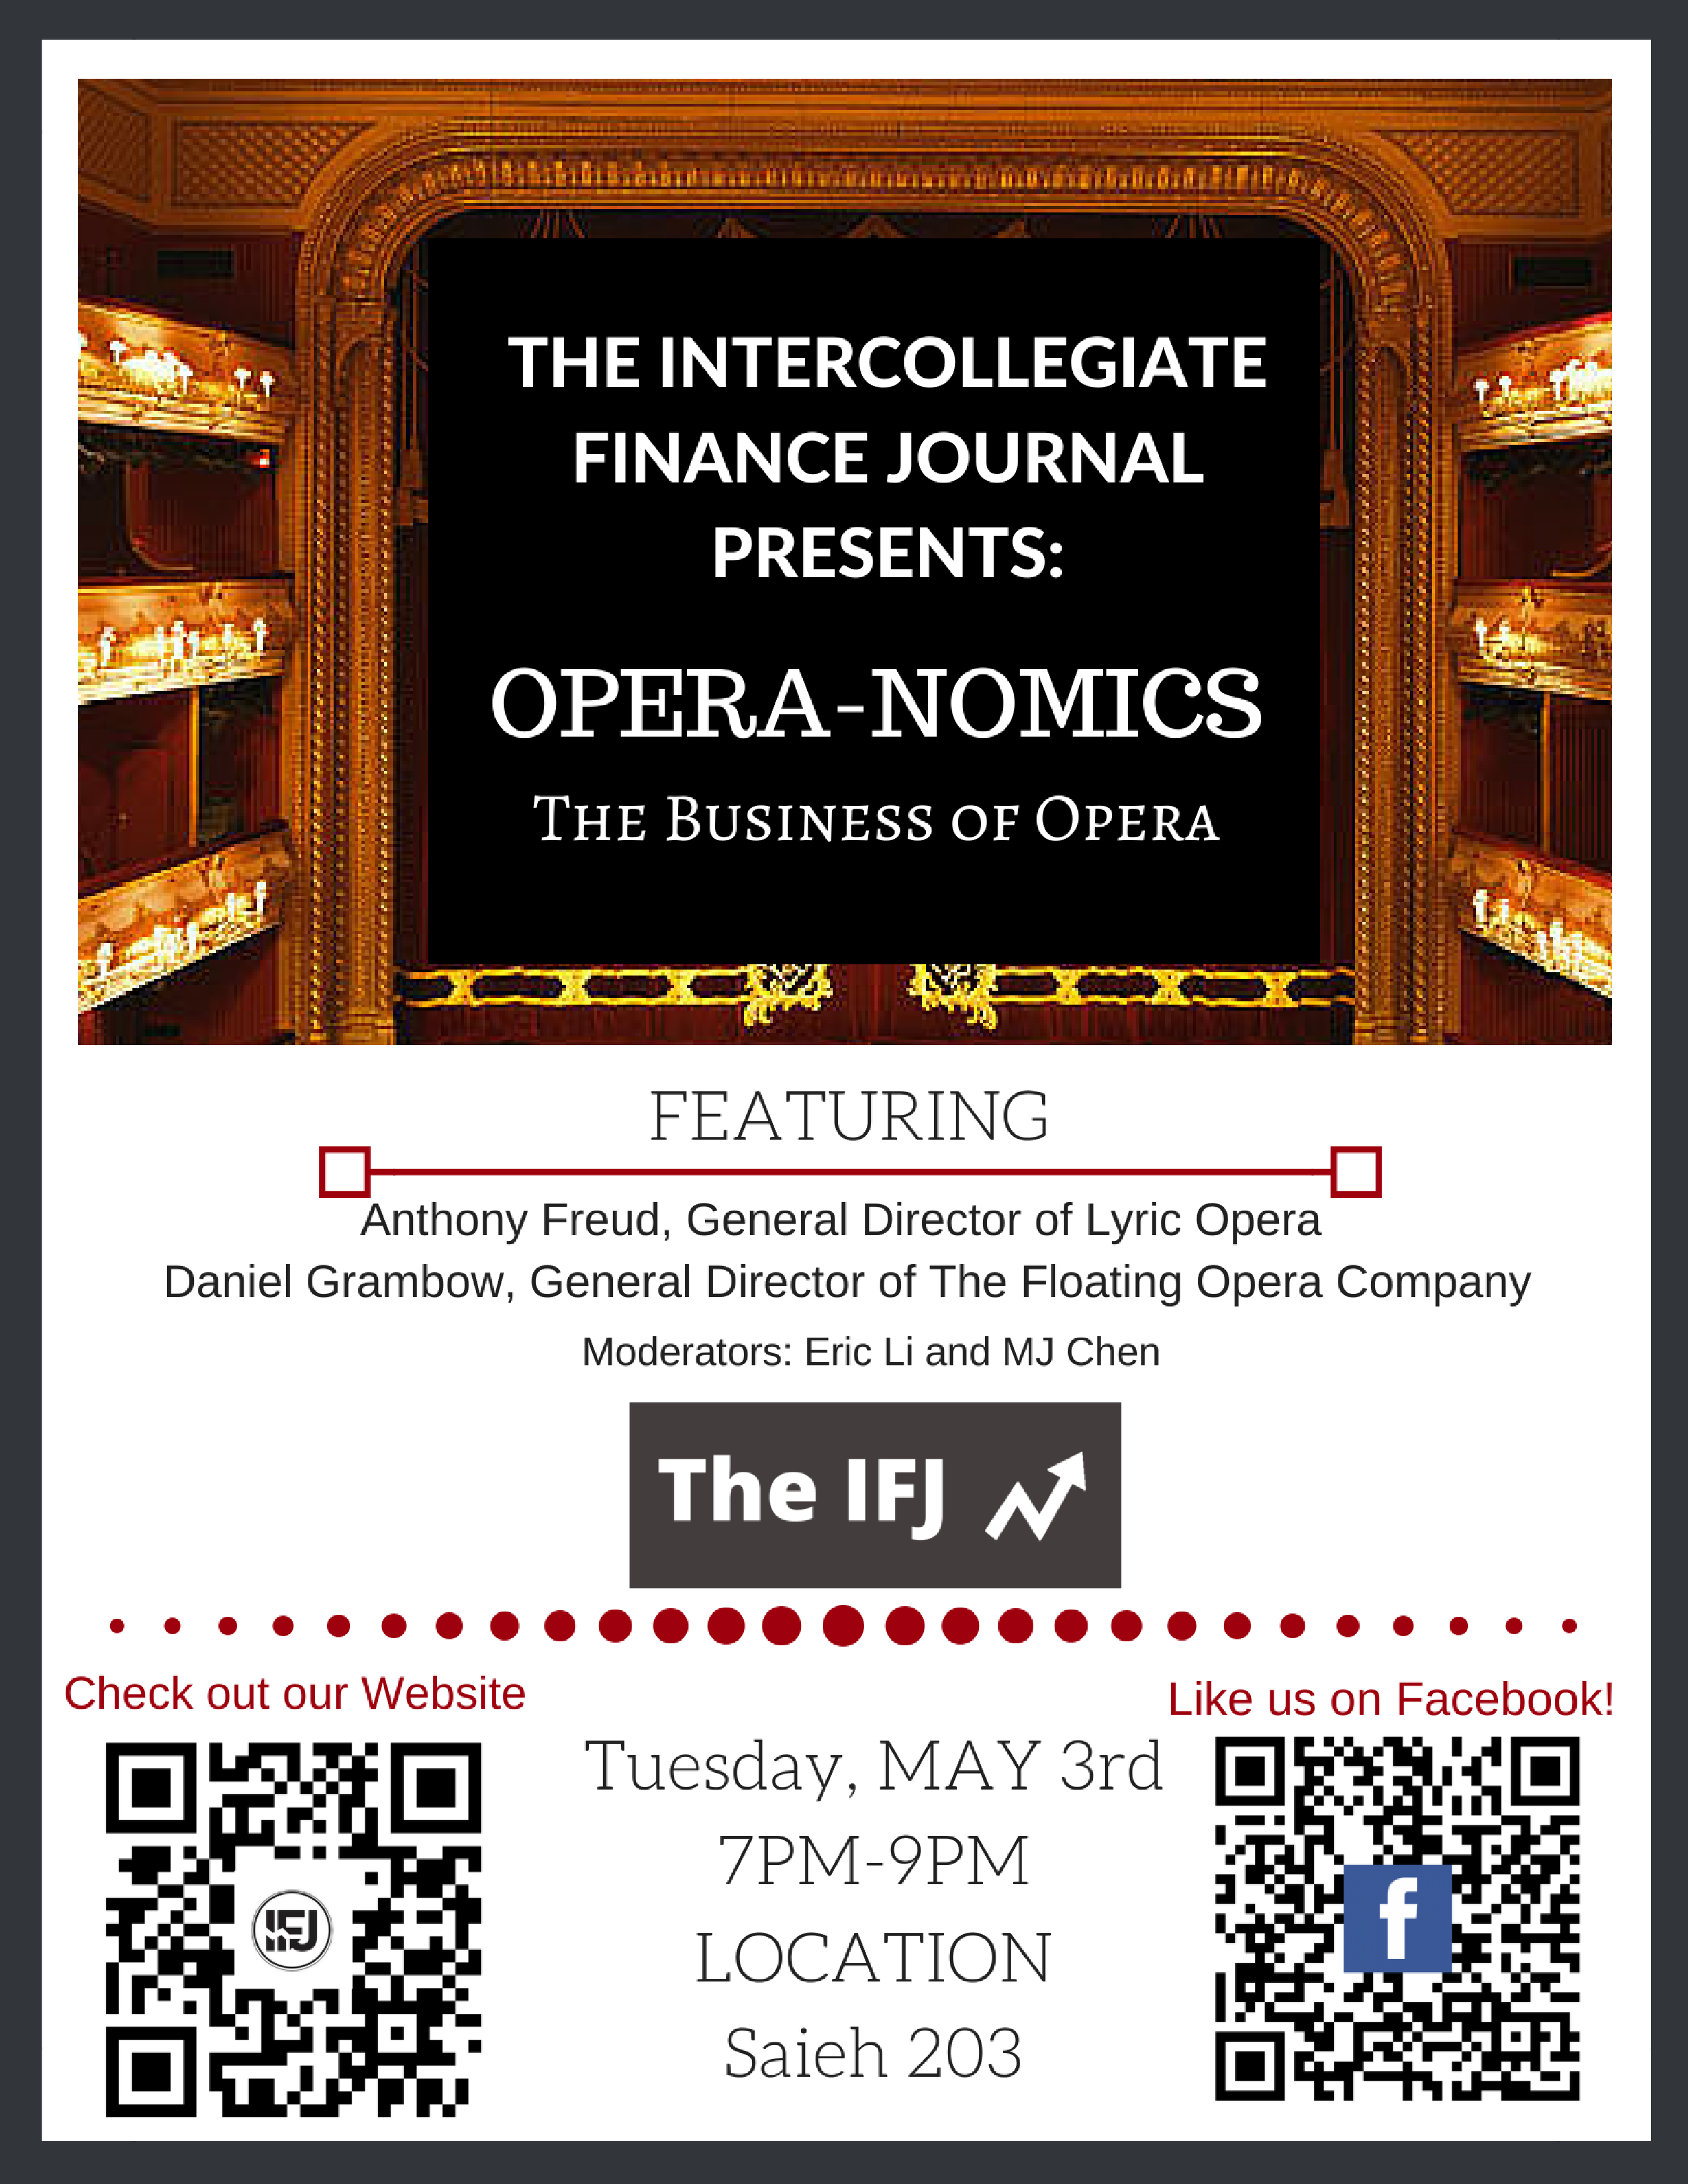 THE INTERCOLLEGIATE
FINANCE JOURNAL
PRESENTS:
OPERA-NOMICS
The Business of Opera
FEATURING
Anthony Freud, General Director of Lyric Opera
Daniel Grambow, General Director of The Floating Opera Company
Moderators: Eric Li and MJ Chen
The IFJ
Check out our Website
IFJ
Tuesday, MAY 3rd
7PM-9PM
LOCATION
Saieh 203
Like us on Facebook!
f